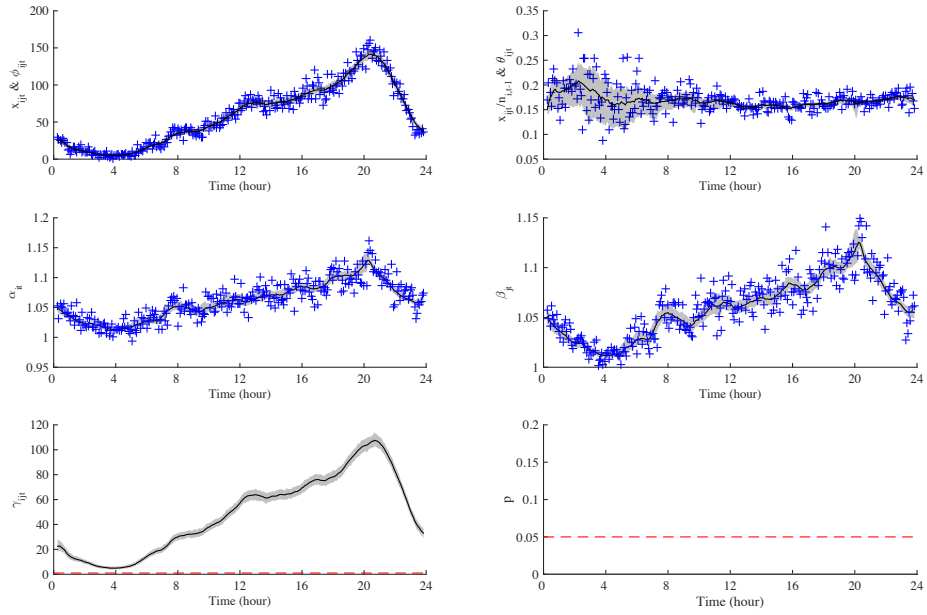 200
150
100
50
0
x_ijt & ϕ_ijt
0 4 8 12 16 20 24
Time (hour)
0.35
0.3
0.25
0.2
0.15
0.1
0.05
x_ijt/n_i,t-1 & θ_ijt
0 4 8 12 16 20 24
Time (hour)
1.2
1.15
1.1
1.05
1
0.95
α_it
0 4 8 12 16 20 24
Time (hour)
1.15
1.1
1.05
1
β_jt
0 4 8 12 16 20 24
Time (hour)
120
100
80
60
40
20
0
γ_ijt
0 4 8 12 16 20 24
Time (hour)
0.2
0.15
0.1
0.05
0
p
0 4 8 12 16 20 24
Time (hour)